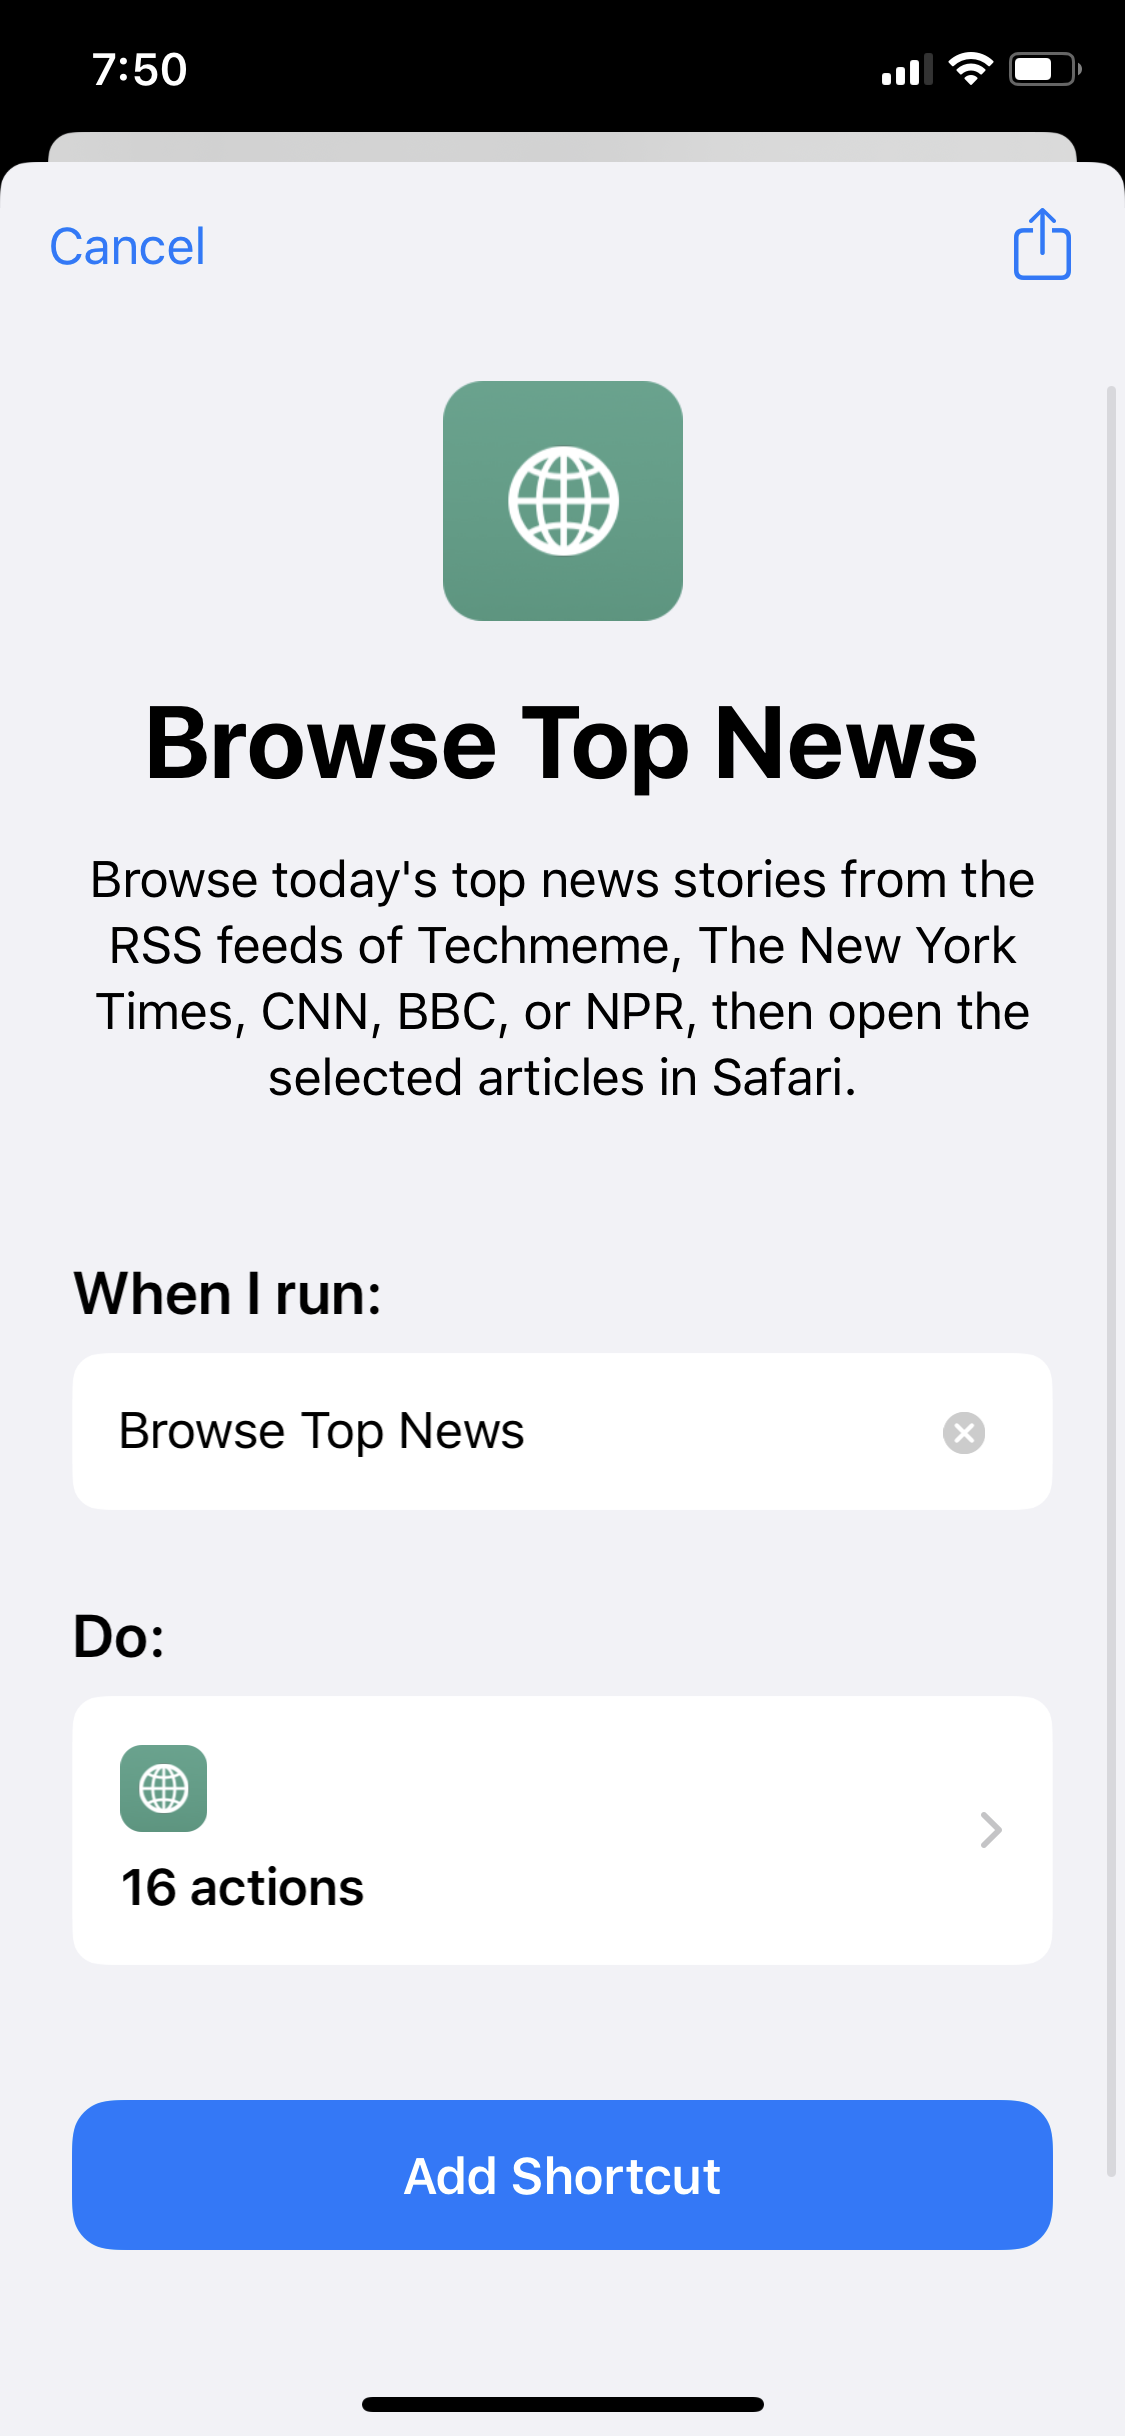 7:50
Cancel
Browse Top News
Browse today's top news stories from the
RSS feeds of Techmeme, The New York
Times, CNN, BBC, or NPR, then open the
selected articles in Safari.
When I run:
Browse Top News
Do:
16 actions
Add Shortcut